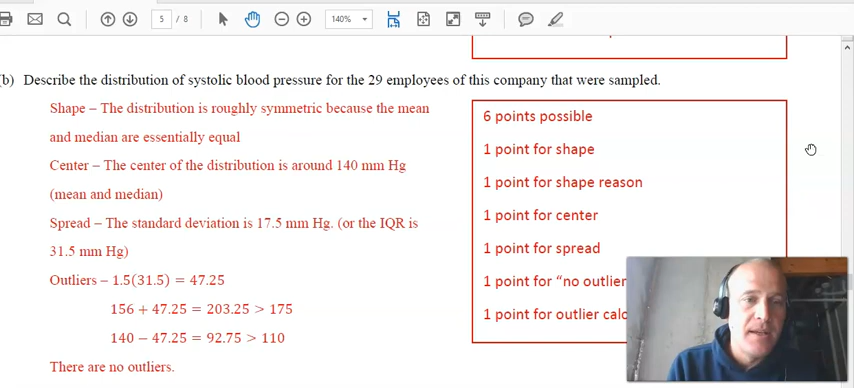 5 / 8
140%
(b) Describe the distribution of systolic blood pressure for the 29 employees of this company that were sampled.
Shape – The distribution is roughly symmetric because the mean
and median are essentially equal
Center – The center of the distribution is around 140 mm Hg
(mean and median)
Spread – The standard deviation is 17.5 mm Hg. (or the IQR is
31.5 mm Hg)
Outliers – 1.5(31.5) = 47.25
156 + 47.25 = 203.25 > 175
140 − 47.25 = 92.75 > 110
There are no outliers.
6 points possible
1 point for shape
1 point for shape reason
1 point for center
1 point for spread
1 point for "no outlier
1 point for outlier calc